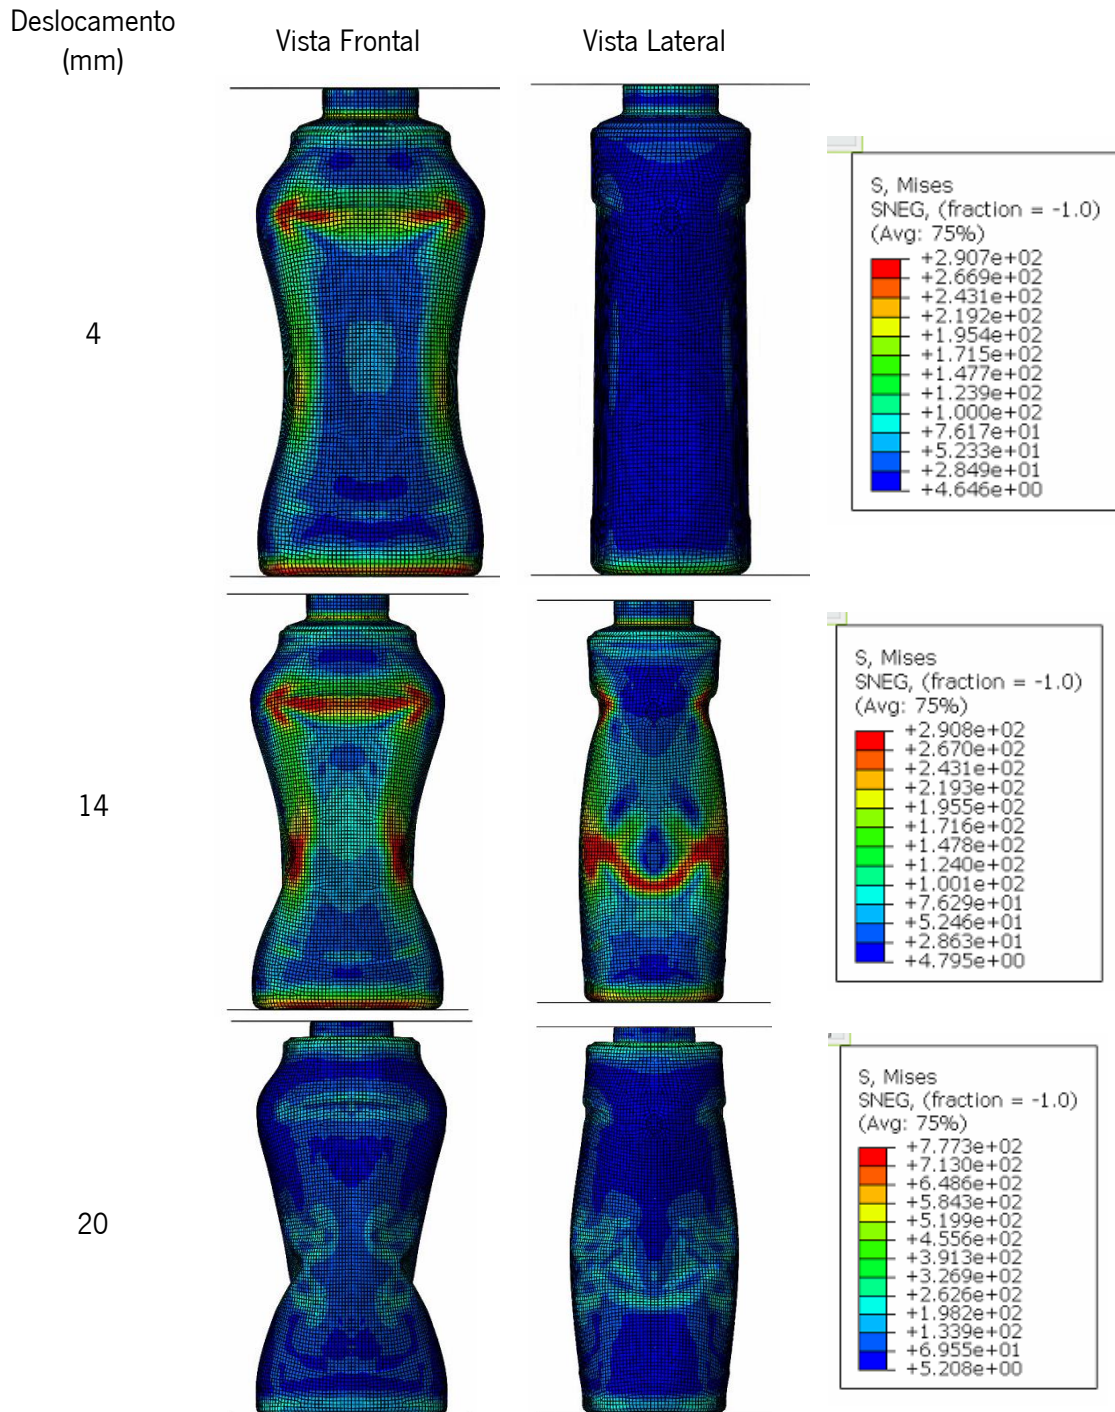 Deslocamento
(mm)
Vista Frontal
Vista Lateral
4
S, Mises
SNEG, (fraction = -1.0)
(Avg: 75%)
+2.907e+02
+2.669e+02
+2.431e+02
+2.192e+02
+1.954e+02
+1.715e+02
+1.477e+02
+1.239e+02
+1.000e+02
+7.617e+01
+5.233e+01
+2.849e+01
+4.646e+00
14
S, Mises
SNEG, (fraction = -1.0)
(Avg: 75%)
+2.908e+02
+2.670e+02
+2.431e+02
+2.193e+02
+1.955e+02
+1.716e+02
+1.478e+02
+1.240e+02
+1.001e+02
+7.629e+01
+5.246e+01
+2.863e+01
+4.795e+00
20
S, Mises
SNEG, (fraction = -1.0)
(Avg: 75%)
+7.773e+02
+7.130e+02
+6.486e+02
+5.843e+02
+5.199e+02
+4.556e+02
+3.913e+02
+3.269e+02
+2.626e+02
+1.982e+02
+1.339e+02
+6.955e+01
+5.208e+00